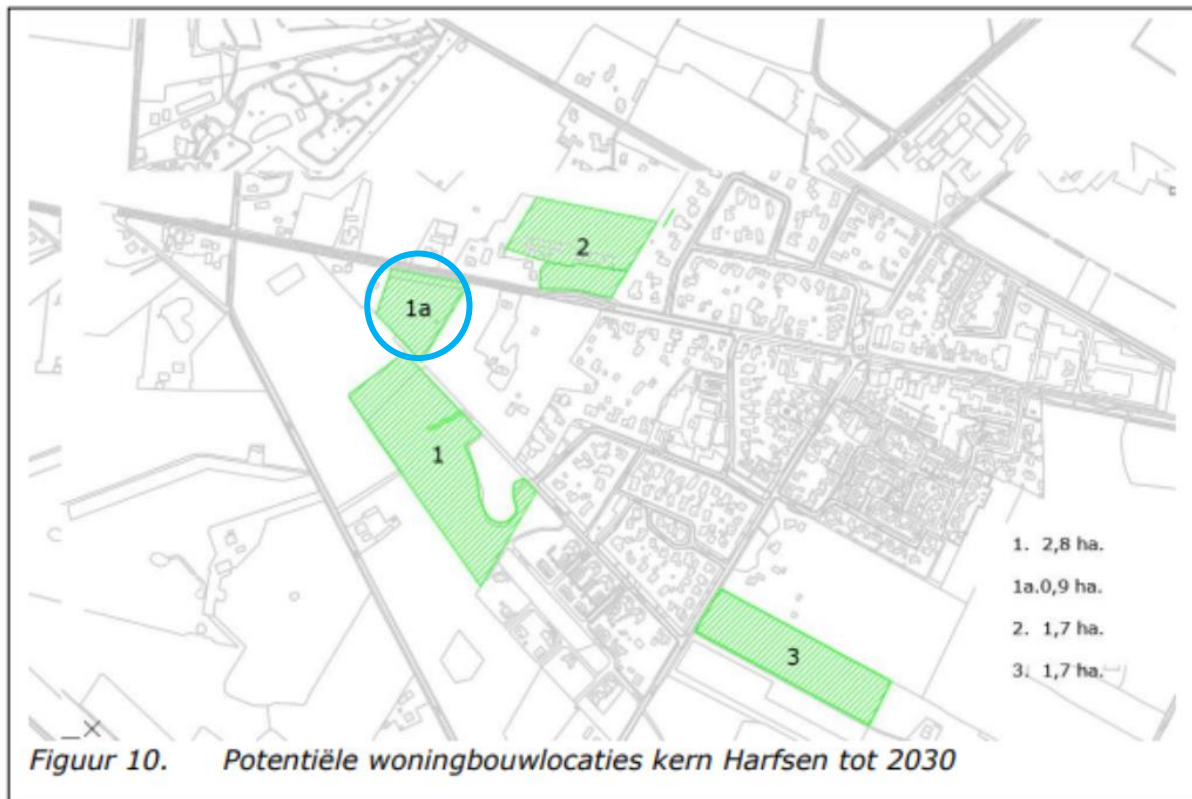 2
1a
1
3
1. 2,8 ha.
1a.0,9 ha.
2. 1,7 ha.
3. 1,7 ha.
Figuur 10. Potentiële woningbouwlocaties kern Harfsen tot 2030